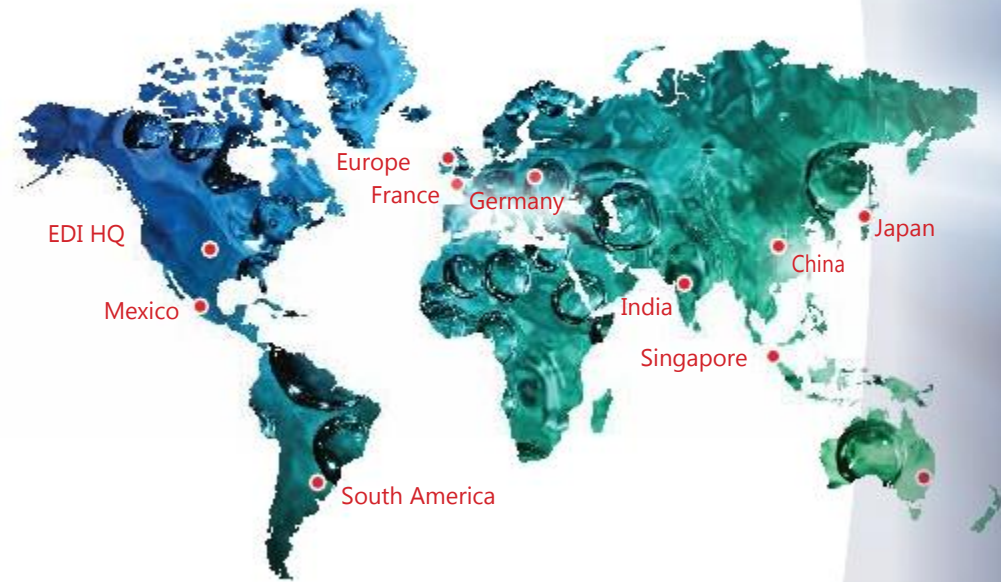 Europe
France
Germany
EDI HQ
Japan
China
Mexico
India
Singapore
South America